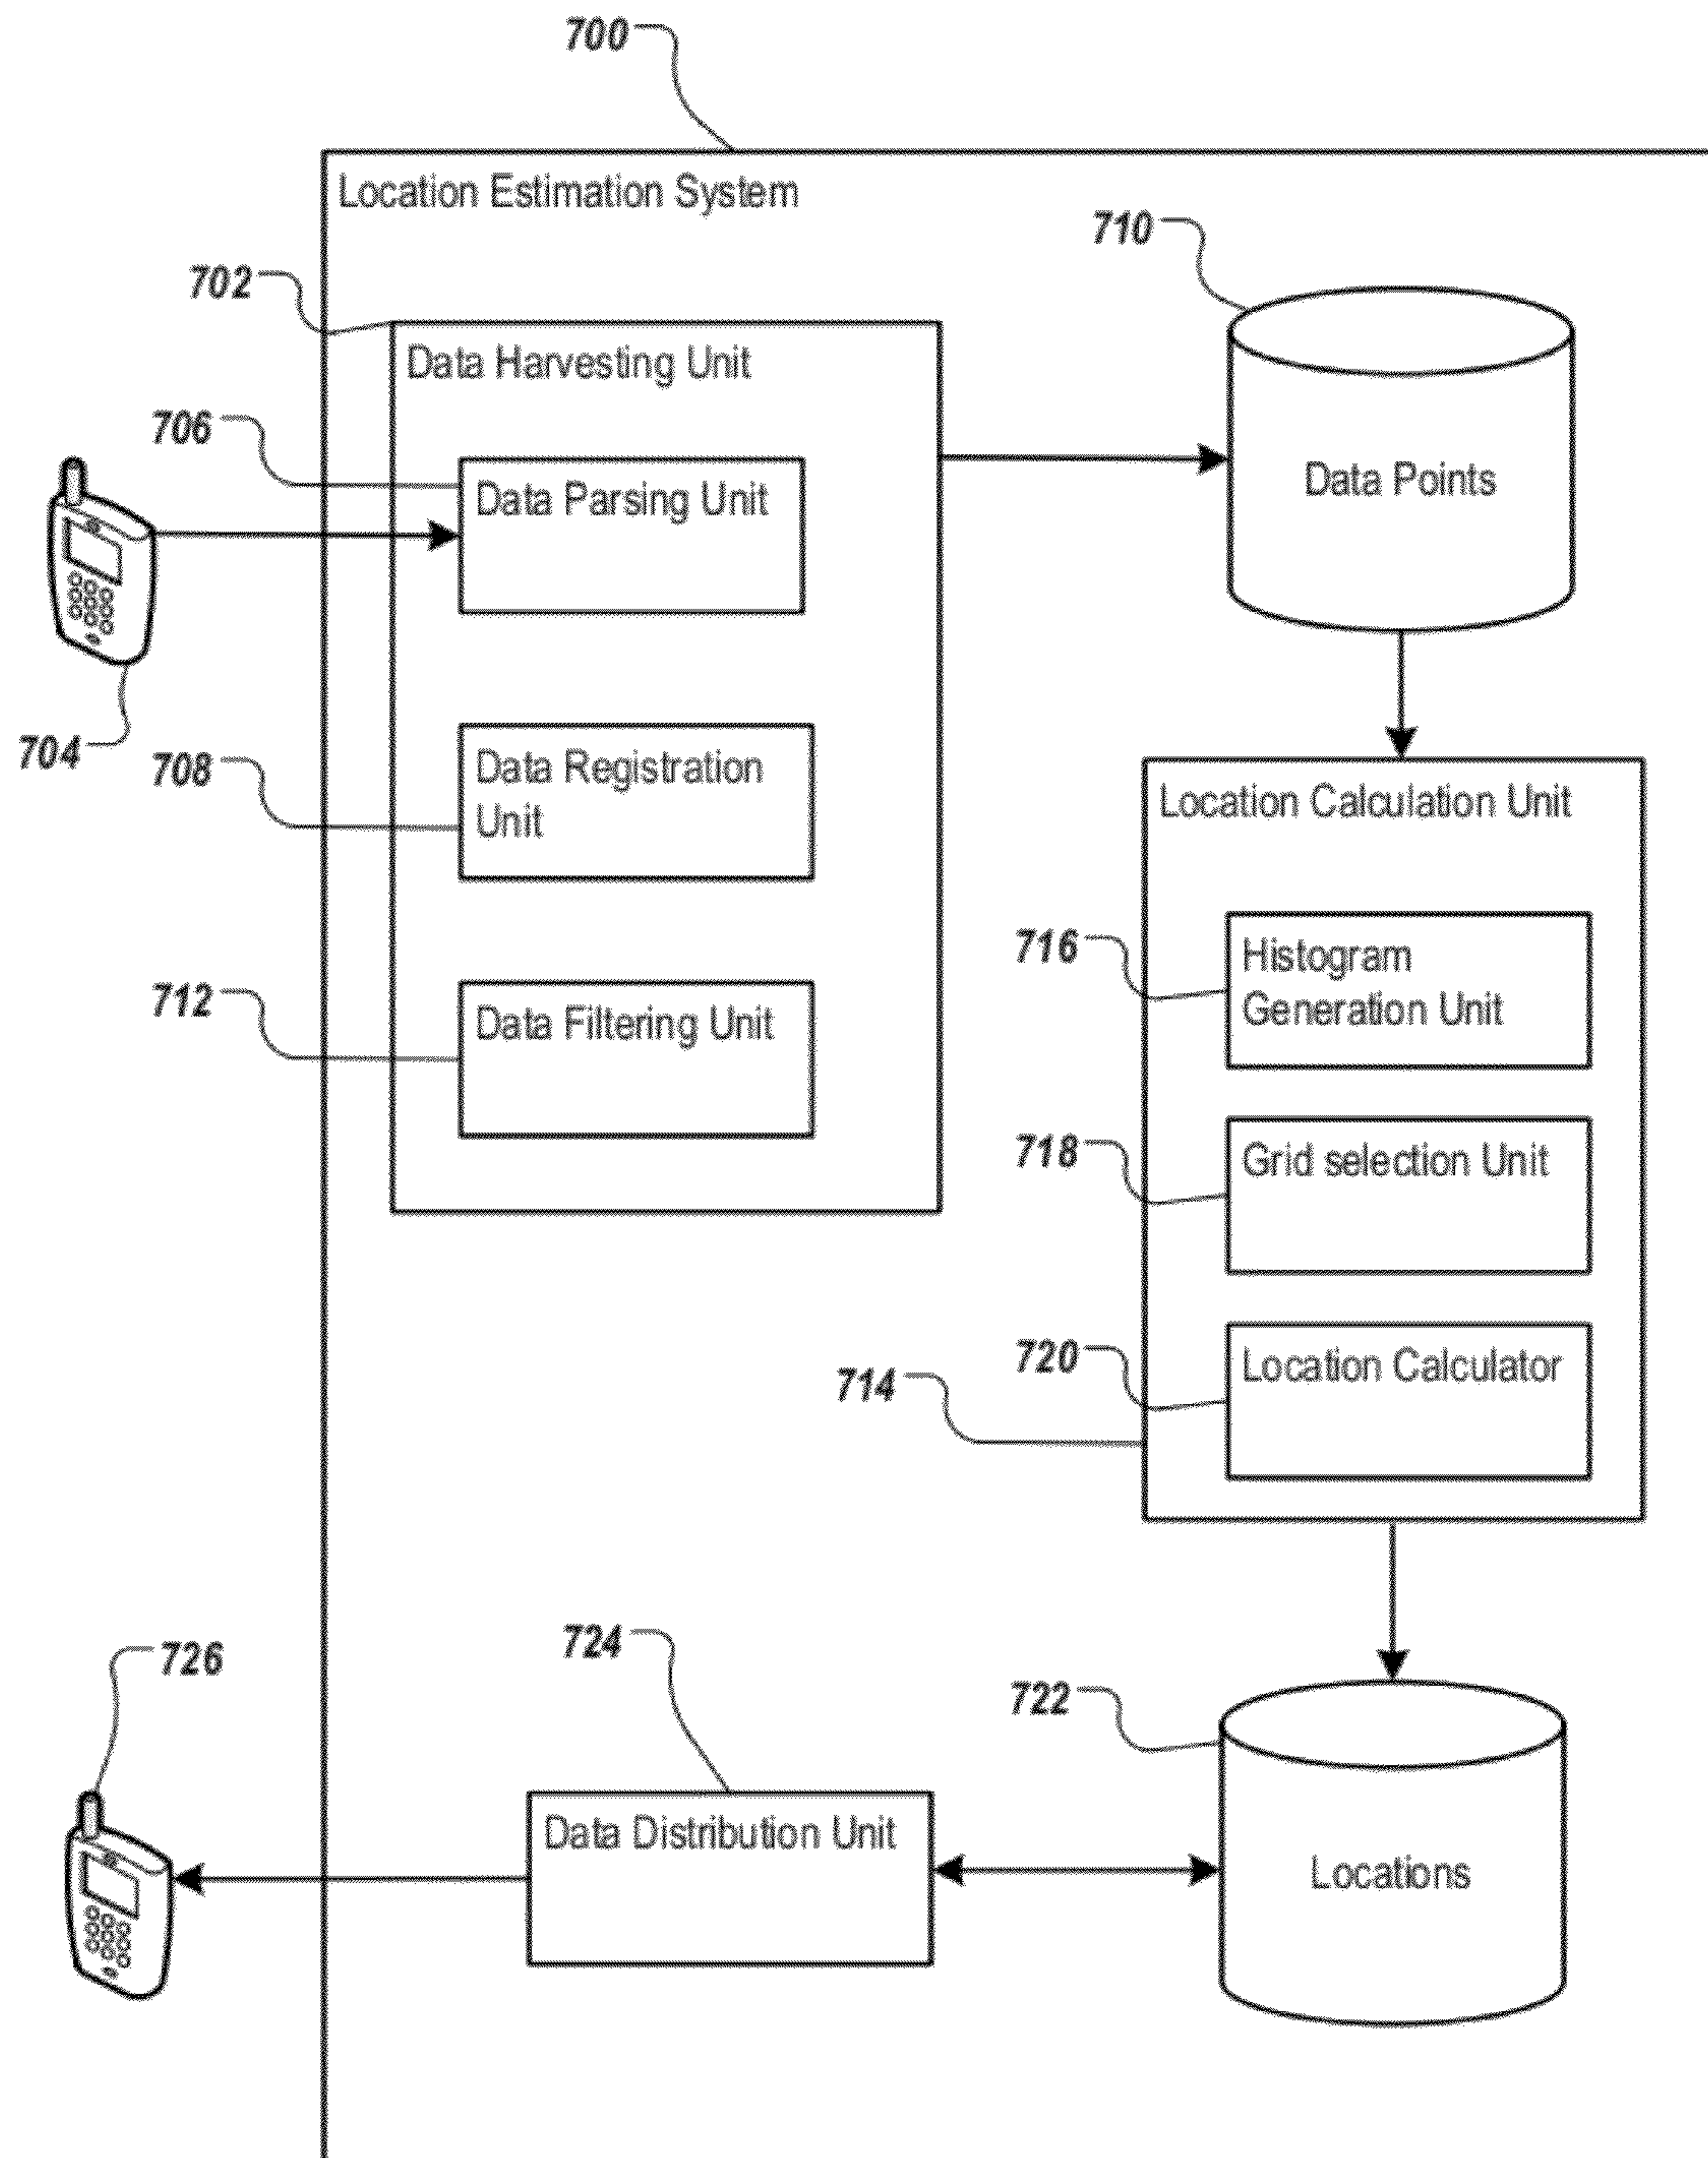 700
Location Estimation System
710
702
Data Harvesting Unit
706
Data Parsing Unit
Data Points
704
708
Data Registration
Unit
Location Calculation Unit
716
Histogram
Generation Unit
712
Data Filtering Unit
718
Grid selection Unit
720
Location Calculator
714
724
726
722
Data Distribution Unit
Locations